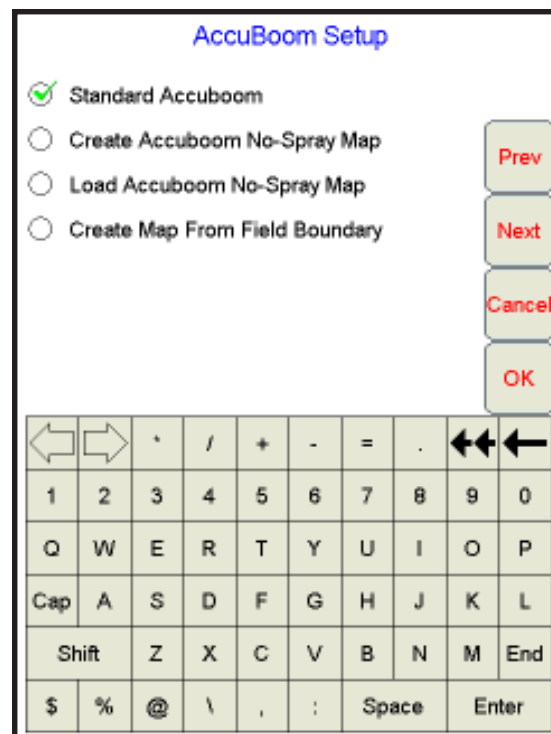 AccuBoom Setup
Standard Accuboom
Create Accuboom No-Spray Map
Load Accuboom No-Spray Map
Create Map From Field Boundary
Prev
Next
Cancel
OK
* / + - = .
1 2 3 4 5 6 7 8 9 0
Q W E R T Y U I O P
Cap A S D F G H J K L
Shift Z X C V B N M End
$ % @ \ , : Space Enter